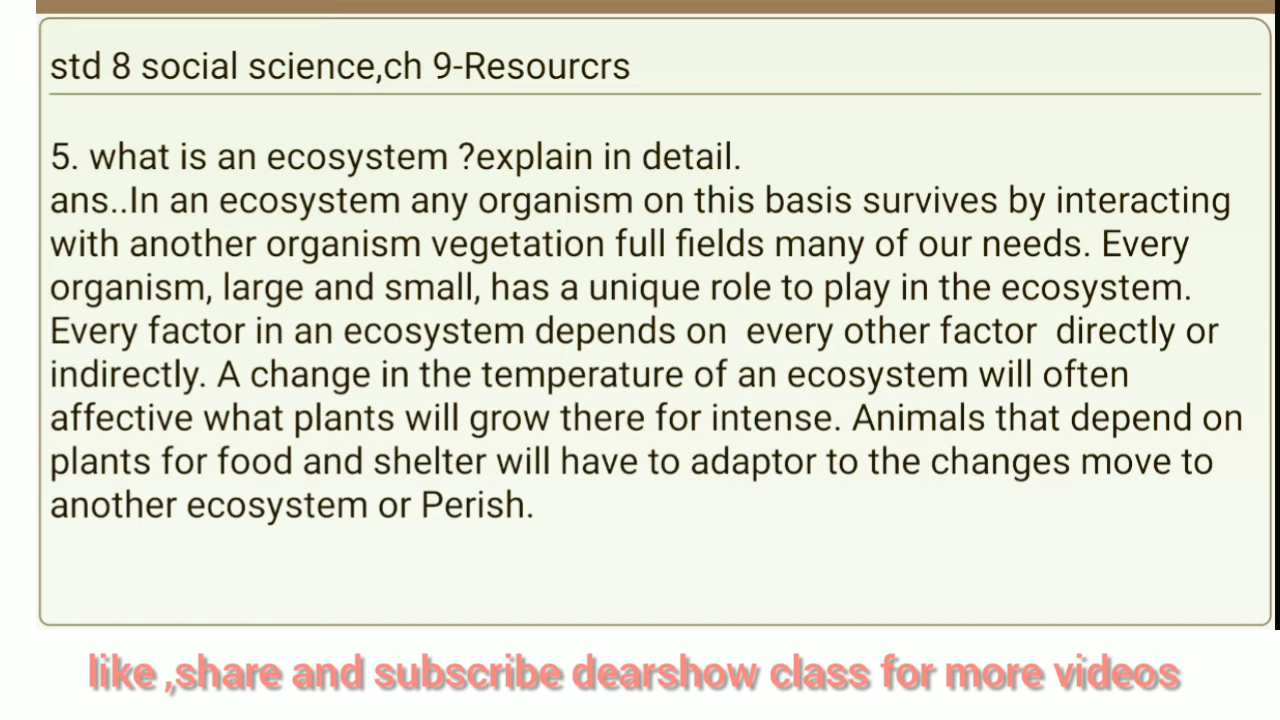 std 8 social science,ch 9-Resourcrs
5. what is an ecosystem ?explain in detail.
ans..In an ecosystem any organism on this basis survives by interacting
with another organism vegetation full fields many of our needs. Every
organism, large and small, has a unique role to play in the ecosystem.
Every factor in an ecosystem depends on  every other factor  directly or
indirectly. A change in the temperature of an ecosystem will often
affective what plants will grow there for intense. Animals that depend on
plants for food and shelter will have to adaptor to the changes move to
another ecosystem or Perish.
like ,share and subscribe dearshow class for more videos